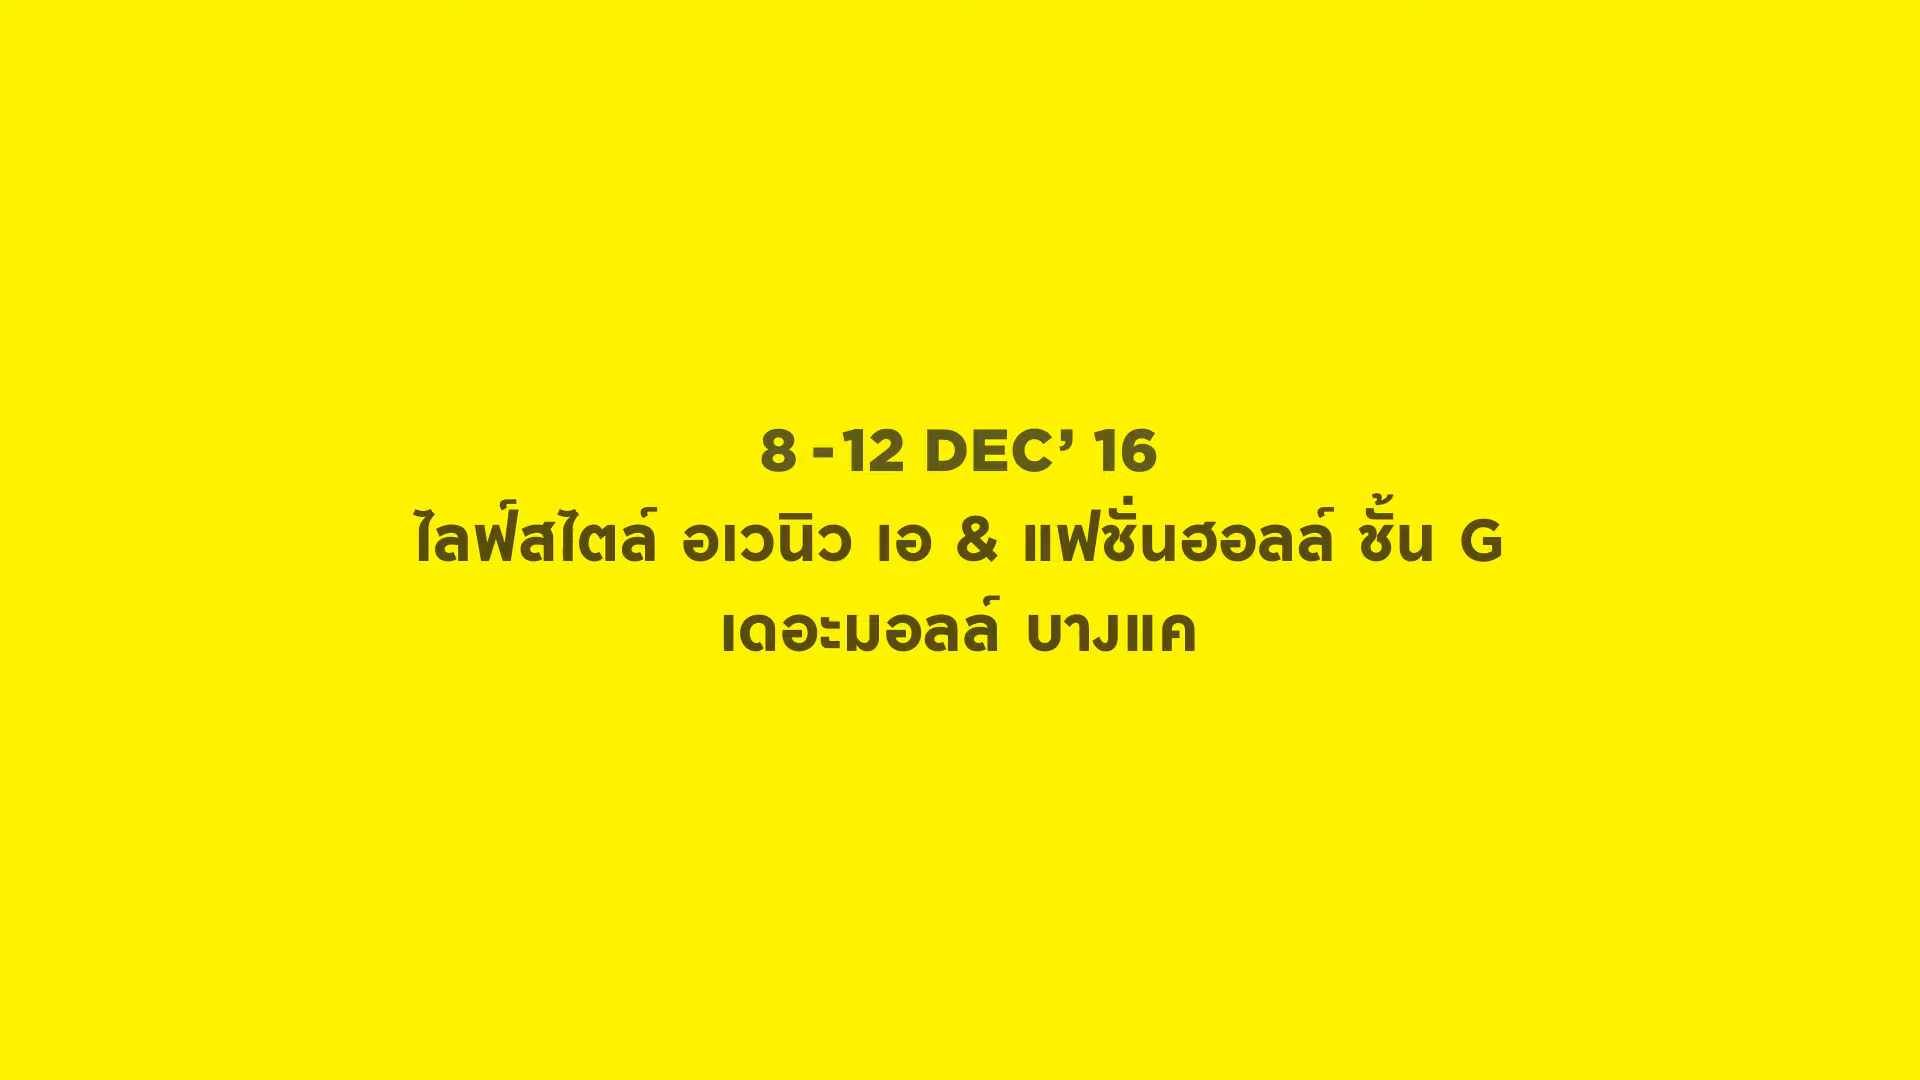 8 - 12 DEC’ 16
ไลฟ์สไตล์ อเวนิว เอ & แฟชั่นฮอลล์ ชั้น G
เดอะมอลล์ บางแค